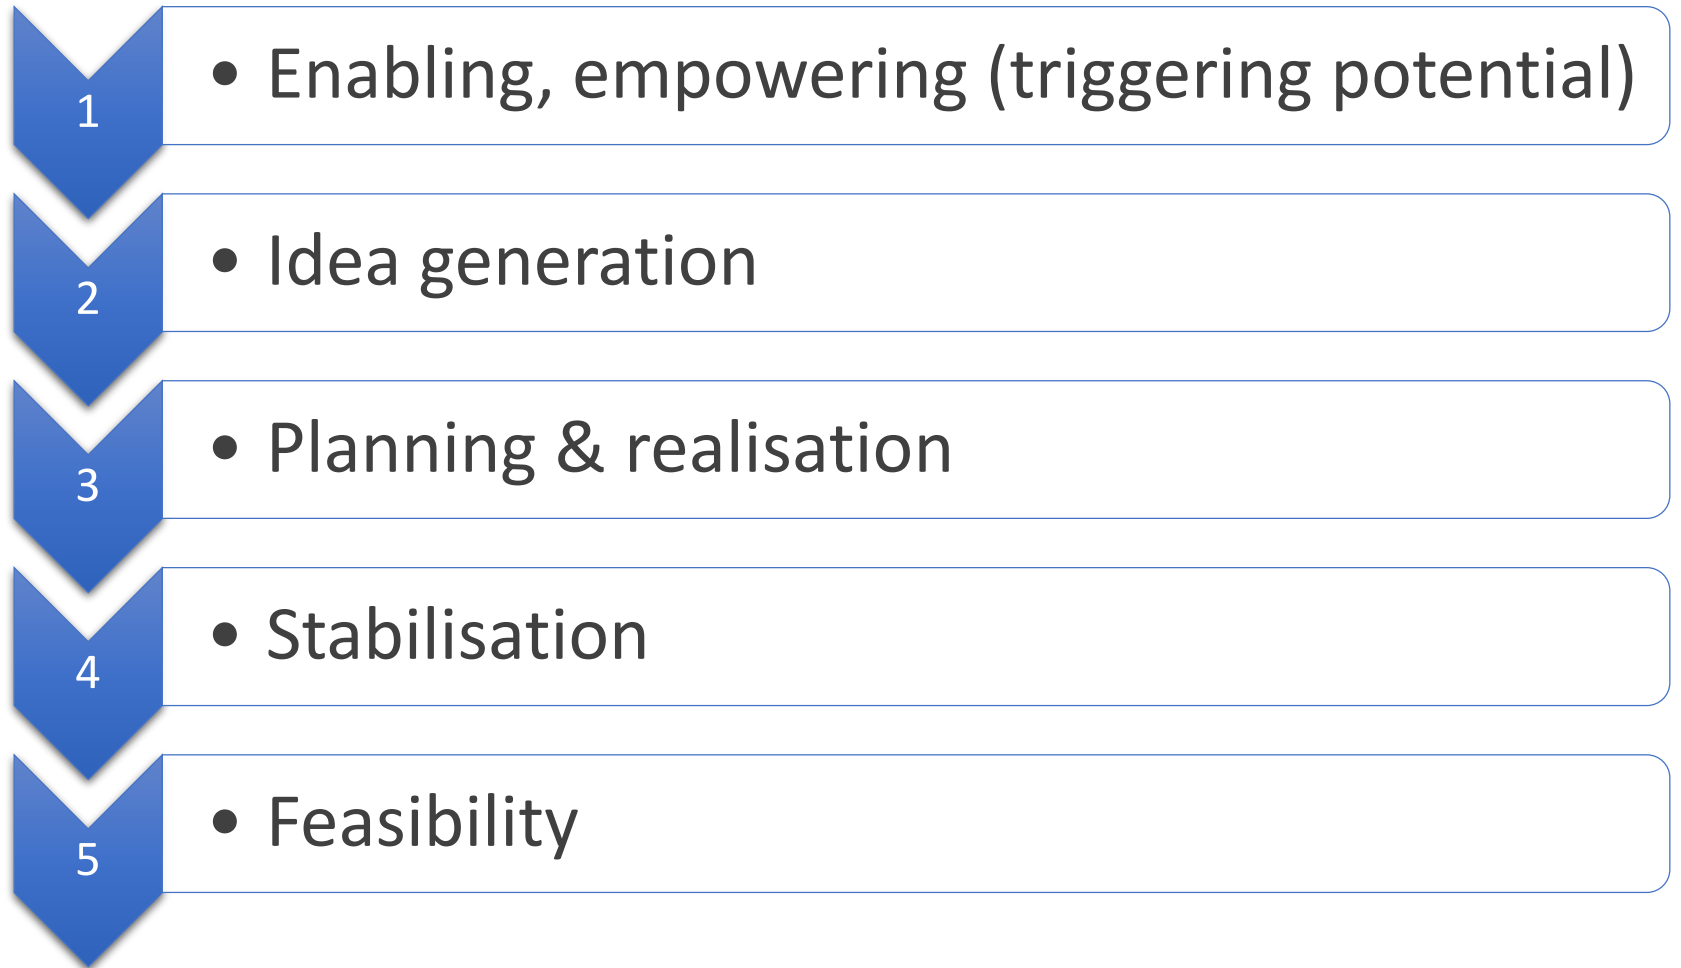 1
• Enabling, empowering (triggering potential)
2
• Idea generation
3
• Planning & realisation
4
• Stabilisation
5
• Feasibility